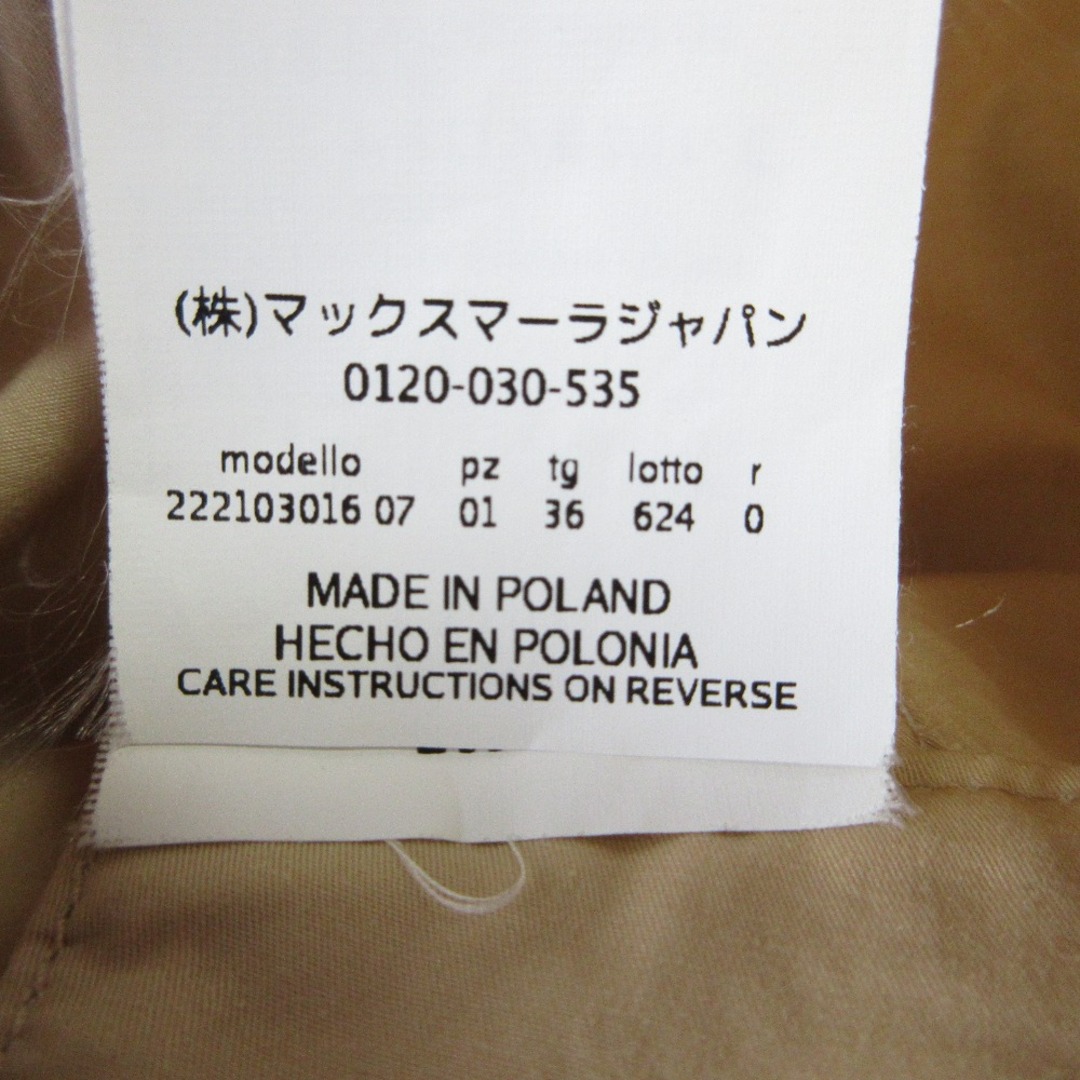 (株)マックスマーラジャパン
0120-030-535
modello pz tg lotto r
222103016 07 01 36 624 0
MADE IN POLAND
HECHO EN POLONIA
CARE INSTRUCTIONS ON REVERSE